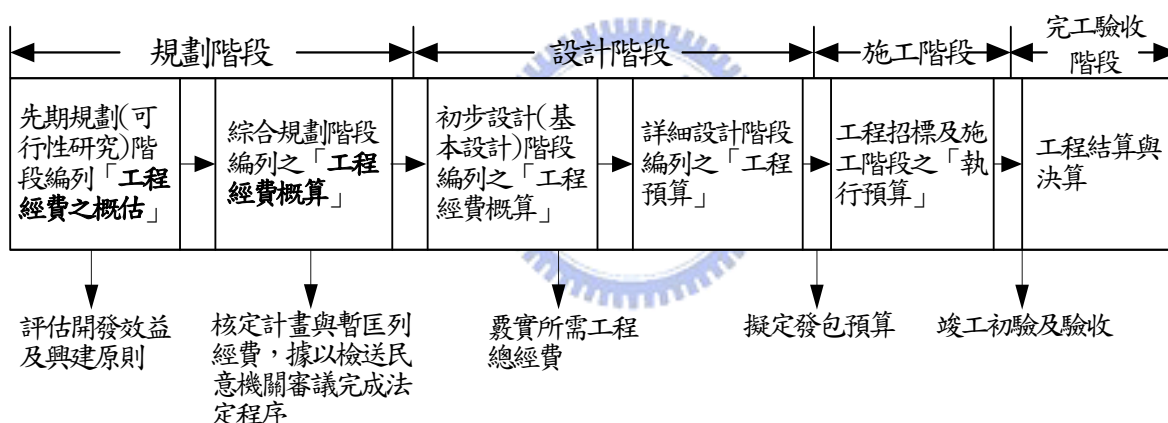 規劃階段
設計階段
施工階段
完工驗收
階段
先期規劃(可
行性研究)階
段編列「工程
經費之概估」
綜合規劃階段
編列之「工程
經費概算」
初步設計(基
本設計)階段
編列之「工程
經費概算」
詳細設計階段
編列之「工程
預算」
工程招標及施
工階段之「執
行預算」
工程結算與
決算
評估開發效益
及興建原則
核定計畫與暫匡列
經費，據以檢送民
意機關審議完成法
定程序
覈實所需工程
總經費
擬定發包預算
竣工初驗及驗收